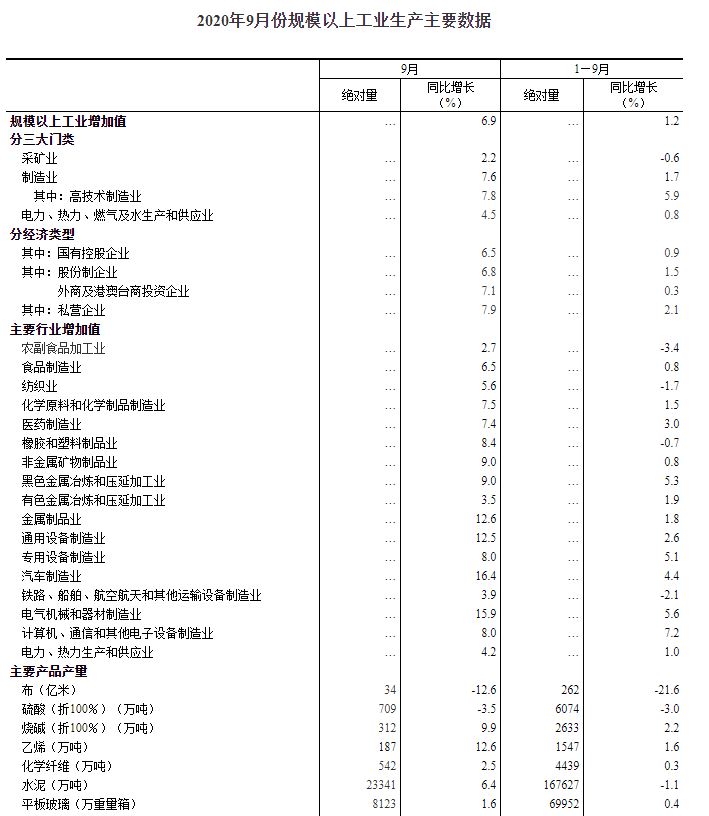 2020年9月份规模以上工业生产主要数据
9月 1—9月
绝对量 同比增长（%） 绝对量 同比增长（%）
规模以上工业增加值 … 6.9 … 1.2
分三大门类
采矿业 … 2.2 … -0.6
制造业 … 7.6 … 1.7
其中：高技术制造业 … 7.8 … 5.9
电力、热力、燃气及水生产和供应业 … 4.5 … 0.8
分经济类型
其中：国有控股企业 … 6.5 … 0.9
其中：股份制企业 … 6.8 … 1.5
外商及港澳台商投资企业 … 7.1 … 0.3
其中：私营企业 … 7.9 … 2.1
主要行业增加值
农副食品加工业 … 2.7 … -3.4
食品制造业 … 6.5 … 0.8
纺织业 … 5.6 … -1.7
化学原料和化学制品制造业 … 7.5 … 1.5
医药制造业 … 7.4 … 3.0
橡胶和塑料制品业 … 8.4 … -0.7
非金属矿物制品业 … 9.0 … 0.8
黑色金属冶炼和压延加工业 … 9.0 … 5.3
有色金属冶炼和压延加工业 … 3.5 … 1.9
金属制品业 … 12.6 … 1.8
通用设备制造业 … 12.5 … 2.6
专用设备制造业 … 8.0 … 5.1
汽车制造业 … 16.4 … 4.4
铁路、船舶、航空航天和其他运输设备制造业 … 3.9 … -2.1
电气机械和器材制造业 … 15.9 … 5.6
计算机、通信和其他电子设备制造业 … 8.0 … 7.2
电力、热力生产和供应业 … 4.2 … 1.0
主要产品产量
布（亿米） 34 -12.6 262 -21.6
硫酸（折100%）（万吨） 709 -3.5 6074 -3.0
烧碱（折100%）（万吨） 312 9.9 2633 2.2
乙烯（万吨） 187 12.6 1547 1.6
化学纤维（万吨） 542 2.5 4439 0.3
水泥（万吨） 23341 6.4 167627 -1.1
平板玻璃（万重量箱） 8123 1.6 69952 0.4